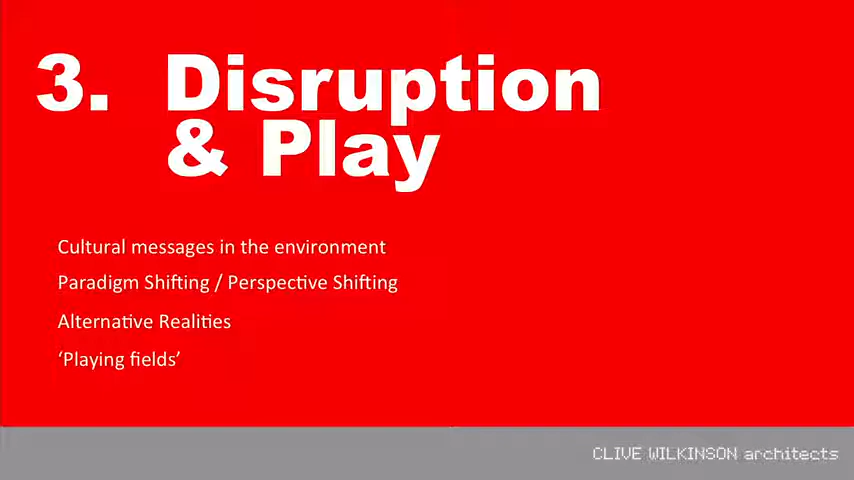 3. Disruption
& Play
Cultural messages in the environment
Paradigm Shifting / Perspective Shifting
Alternative Realities
‘Playing fields’
CLIVE WILKINSON architects